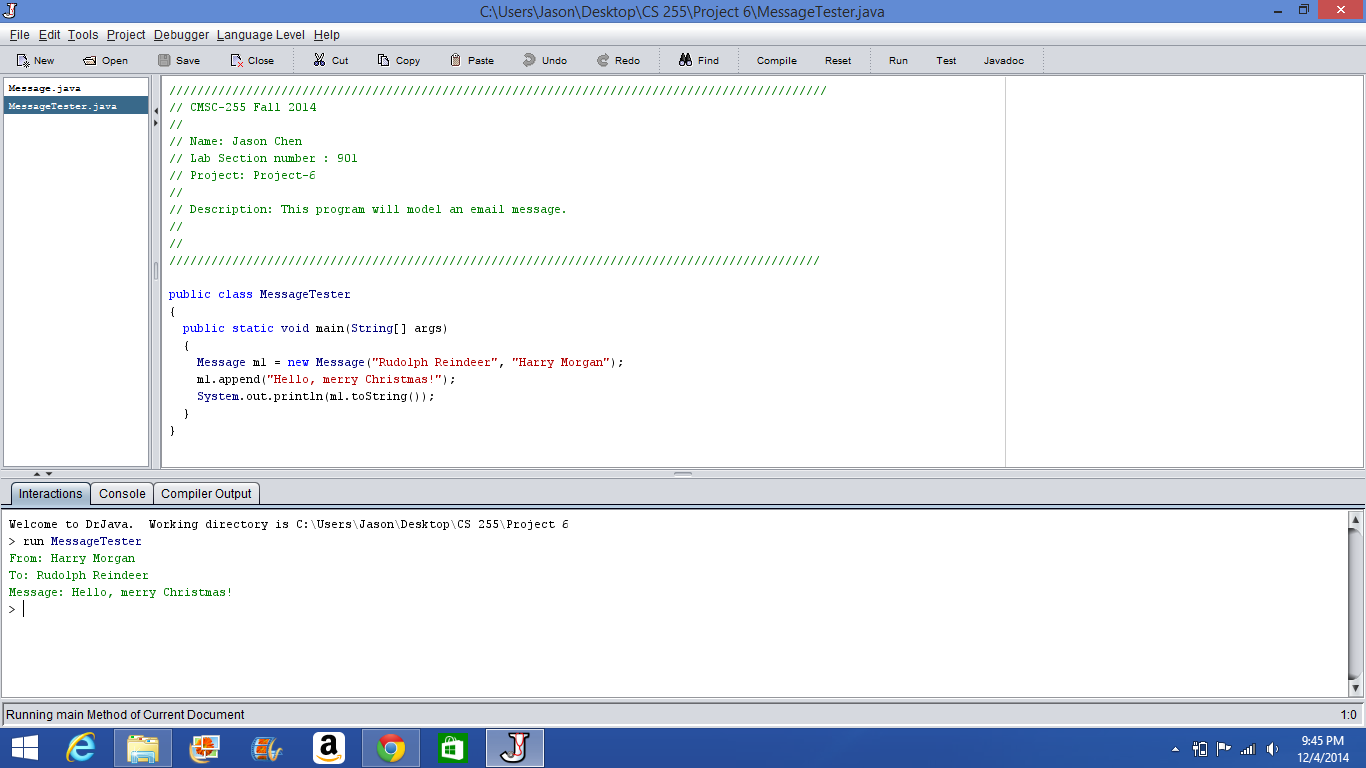 C:\Users\Jason\Desktop\CS 255\Project 6\MessageTester.java
File Edit Tools Project Debugger Language Level Help
New Open Save Close Cut Copy Paste Undo Redo Find Compile Reset Run Test Javadoc
Message.java
MessageTester.java
//////////////////////////////////////////////////////////////////////////////////////////////
// CMSC-255 Fall 2014
//
// Name: Jason Chen
// Lab Section number : 901
// Project: Project-6
//
// Description: This program will model an email message.
//
//
/////////////////////////////////////////////////////////////////////////////////////////////
public class MessageTester
{
  public static void main(String[] args)
  {
    Message m1 = new Message("Rudolph Reindeer", "Harry Morgan");
    m1.append("Hello, merry Christmas!");
    System.out.println(m1.toString());
  }
}
Interactions Console Compiler Output
Welcome to DrJava.  Working directory is C:\Users\Jason\Desktop\CS 255\Project 6
> run MessageTester
From: Harry Morgan
To: Rudolph Reindeer
Message: Hello, merry Christmas!
>
Running main Method of Current Document 1:0
9:45 PM
12/4/2014